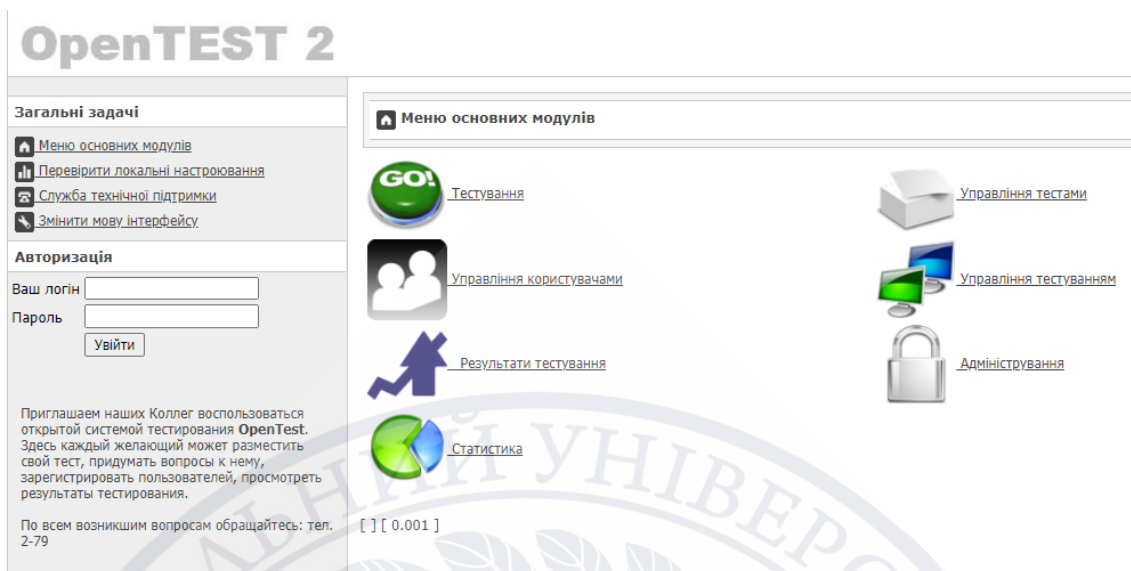 OpenTEST 2
Загальні задачі
Меню основних модулів
Перевірити локальні настроювання
Служба технічної підтримки
Змінити мову інтерфейсу
Авторизація
Ваш логін
Пароль
Увійти
Приглашаем наших Коллег воспользоваться
открытой системой тестирования OpenTest.
Здесь каждый желающий может разместить
свой тест, придумать вопросы к нему,
зарегистрировать пользователей, просмотреть
результаты тестирования.
По всем возникшим вопросам обращайтесь: тел.
2-79
Меню основних модулів
GO!
Тестування
Управління тестами
Управління користувачами
Управління тестуванням
Результати тестування
Адміністрування
Статистика
[ ] [ 0.001 ]